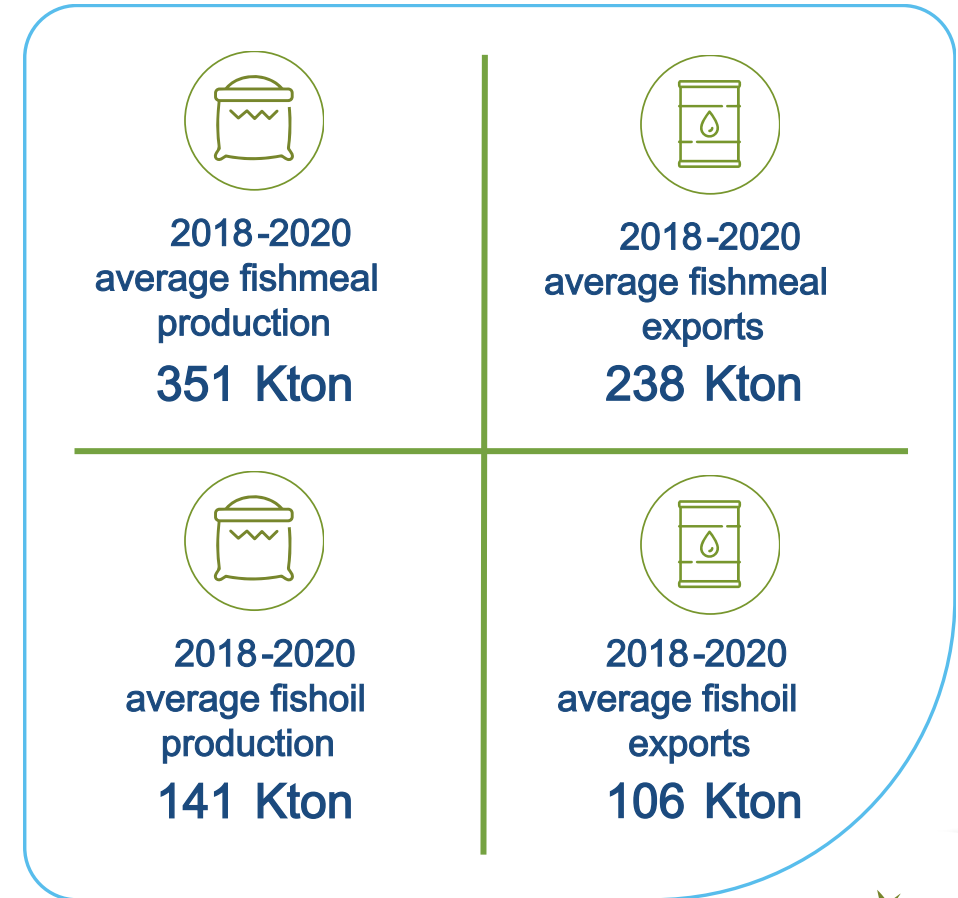 2018-2020
average fishmeal
production
351 Kton
2018-2020
average fishmeal
exports
238 Kton
2018-2020
average fishoil
production
141 Kton
2018-2020
average fishoil
exports
106 Kton